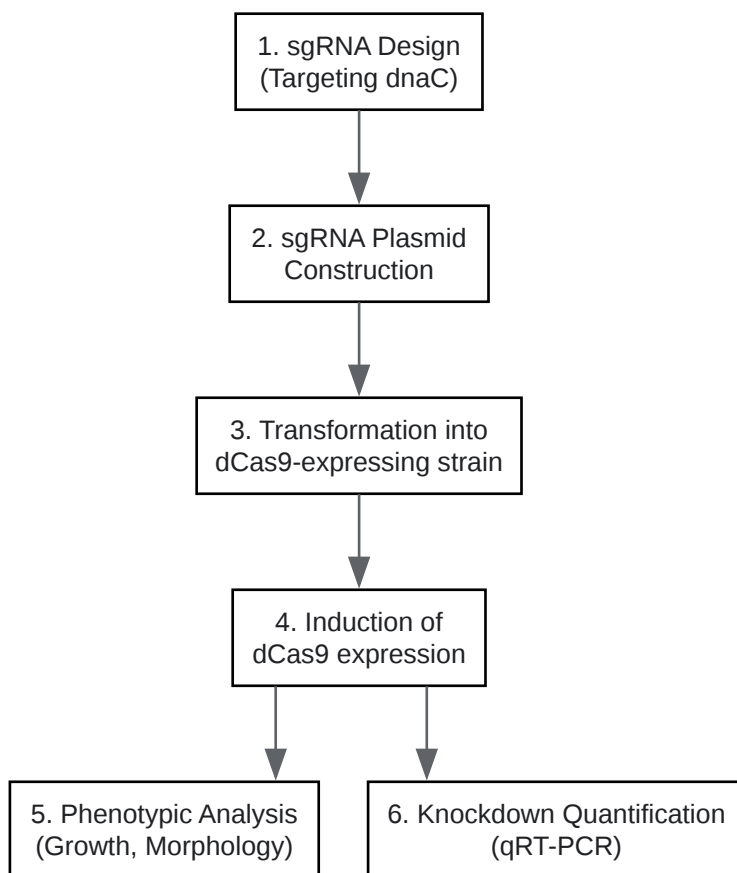 1. sgRNA Design
(Targeting dnaC)
2. sgRNA Plasmid
Construction
3. Transformation into
dCas9-expressing strain
4. Induction of
dCas9 expression
5. Phenotypic Analysis
(Growth, Morphology)
6. Knockdown Quantification
(qRT-PCR)